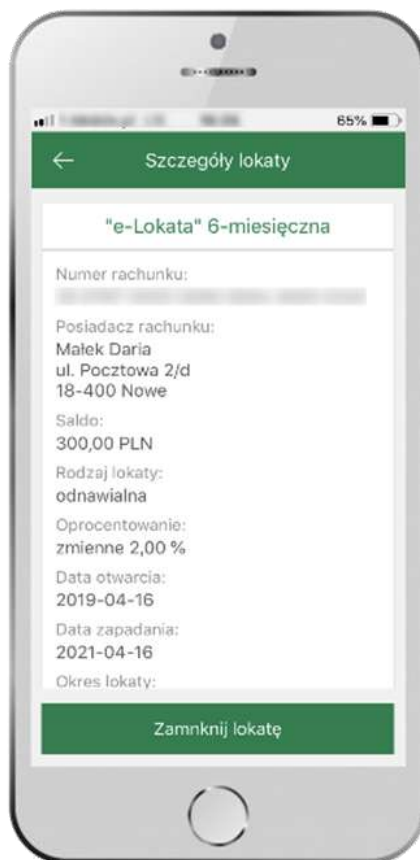 65%
Szczegóły lokaty
"e-Lokata" 6-miesięczna
Numer rachunku:
Posiadacz rachunku:
Małek Daria
ul. Pocztowa 2/d
18-400 Nowe
Saldo:
300,00 PLN
Rodzaj lokaty:
odnawialna
Oprocentowanie:
zmienne 2,00 %
Data otwarcia:
2019-04-16
Data zapadania:
2021-04-16
Okres lokaty:
Zamnknij lokatę